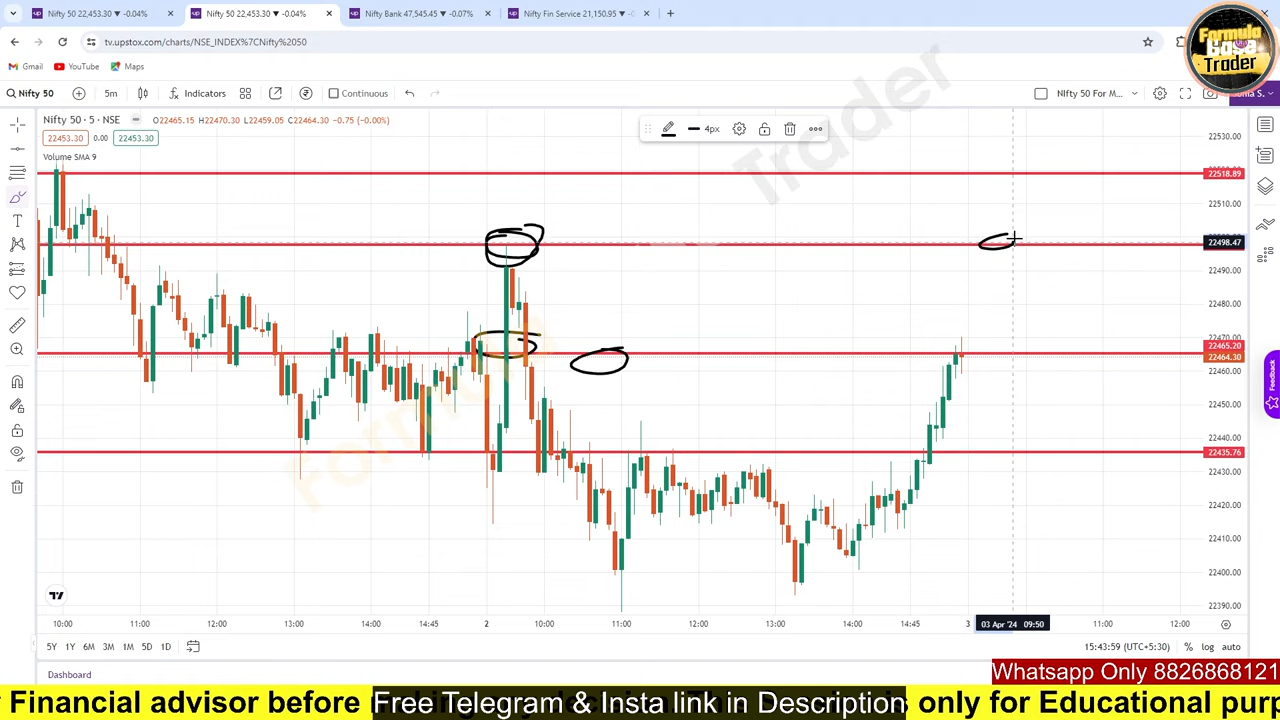 Nifty 50 22,453.30 ▼ -0.04%
Nifty 50 22,453.30 ▼ -0.04%
Nifty Bank 47,545.45 ▼ -0.07%
Nifty Fin Service 21,150.95 ▼ -0
tv.upstox.com/charts/NSE_INDEX%7CNifty%2050
Gmail YouTube Maps
Formula Base Trader
Nifty 50 5m Indicators Continuous NIfty 50 For M...
Nifty 50 · 5 · NSE O22465.15 H22470.30 L22459.05 C22464.30 -0.75 (-0.00%)
22453.30 0.00 22453.30
Volume SMA 9
4px
Trader
Formula
22530.00
22518.89
22510.00
22498.47
22490.00
22480.00
22470.00
22465.20
22464.30
22460.00
22450.00
22440.00
22435.76
22430.00
22420.00
22410.00
22400.00
22390.00
Feedback
10:00 11:00 12:00 13:00 14:00 14:45 2 10:00 11:00 12:00 13:00 14:00 14:45 3 03 Apr '24 09:50 11:00 12:00
5Y 1Y 6M 3M 1M 5D 1D 15:43:59 (UTC+5:30) % log auto
Dashboard
Whatsapp Only 8826868121
Financial advisor before
Free Telegram & Insta link in Description
only for Educational purp